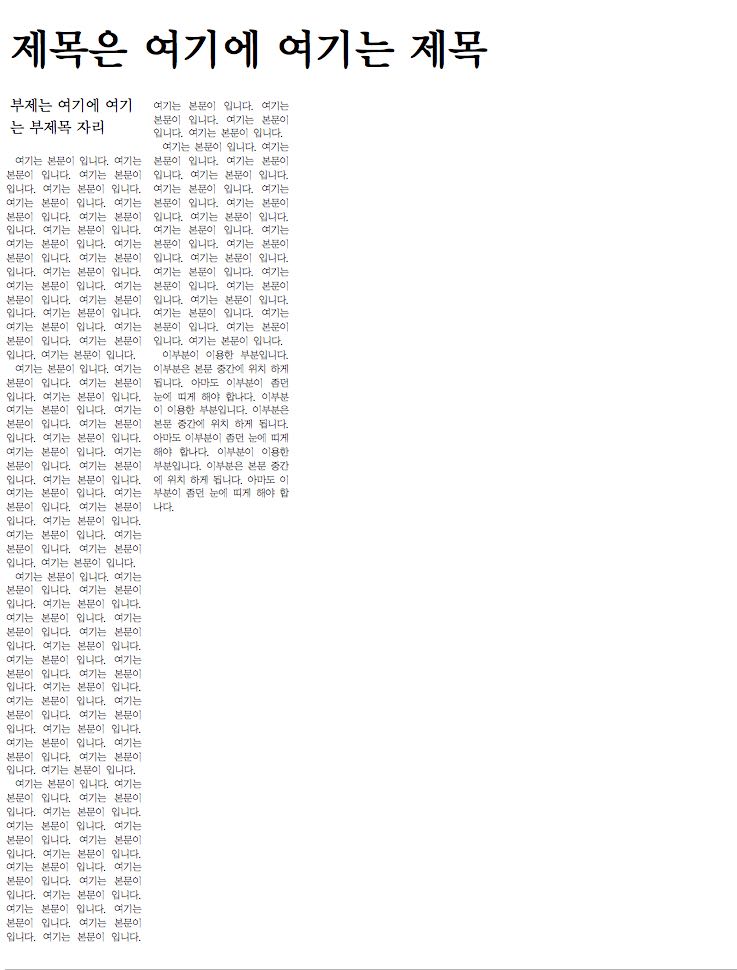 제목은 여기에 여기는 제목
부제는 여기에 여기
는 부제목 자리
여기는 본문이 입니다. 여기는
본문이 입니다. 여기는 본문이
입니다. 여기는 본문이 입니다.
여기는 본문이 입니다. 여기는
본문이 입니다. 여기는 본문이
입니다. 여기는 본문이 입니다.
여기는 본문이 입니다. 여기는
본문이 입니다. 여기는 본문이
입니다. 여기는 본문이 입니다.
여기는 본문이 입니다. 여기는
본문이 입니다. 여기는 본문이
입니다. 여기는 본문이 입니다.
여기는 본문이 입니다. 여기는
본문이 입니다. 여기는 본문이
입니다. 여기는 본문이 입니다.
여기는 본문이 입니다. 여기는
본문이 입니다. 여기는 본문이
입니다. 여기는 본문이 입니다.
여기는 본문이 입니다. 여기는
본문이 입니다. 여기는 본문이
입니다. 여기는 본문이 입니다.
여기는 본문이 입니다. 여기는
본문이 입니다. 여기는 본문이
입니다. 여기는 본문이 입니다.
여기는 본문이 입니다. 여기는
본문이 입니다. 여기는 본문이
입니다. 여기는 본문이 입니다.
여기는 본문이 입니다. 여기는
본문이 입니다. 여기는 본문이
입니다. 여기는 본문이 입니다.
여기는 본문이 입니다. 여기는
본문이 입니다. 여기는 본문이
입니다. 여기는 본문이 입니다.
여기는 본문이 입니다. 여기는
본문이 입니다. 여기는 본문이
입니다. 여기는 본문이 입니다.
여기는 본문이 입니다. 여기는
본문이 입니다. 여기는 본문이
입니다. 여기는 본문이 입니다.
여기는 본문이 입니다. 여기는
본문이 입니다. 여기는 본문이
입니다. 여기는 본문이 입니다.
여기는 본문이 입니다. 여기는
본문이 입니다. 여기는 본문이
입니다. 여기는 본문이 입니다.
여기는 본문이 입니다. 여기는
본문이 입니다. 여기는 본문이
입니다. 여기는 본문이 입니다.
여기는 본문이 입니다. 여기는
본문이 입니다. 여기는 본문이
입니다. 여기는 본문이 입니다.
여기는 본문이 입니다. 여기는
본문이 입니다. 여기는 본문이
입니다. 여기는 본문이 입니다.
여기는 본문이 입니다. 여기는
본문이 입니다. 여기는 본문이
입니다. 여기는 본문이 입니다.
여기는 본문이 입니다. 여기는
본문이 입니다. 여기는 본문이
입니다. 여기는 본문이 입니다.
여기는 본문이 입니다. 여기는
본문이 입니다. 여기는 본문이
입니다. 여기는 본문이 입니다.
여기는 본문이 입니다. 여기는
본문이 입니다. 여기는 본문이
입니다. 여기는 본문이 입니다.
여기는 본문이 입니다. 여기는
본문이 입니다. 여기는 본문이
입니다. 여기는 본문이 입니다.
여기는 본문이 입니다. 여기는
본문이 입니다. 여기는 본문이
입니다. 여기는 본문이 입니다.
여기는 본문이 입니다. 여기는
본문이 입니다. 여기는 본문이
입니다. 여기는 본문이 입니다.
이부분이 이용한 부분입니다.
이부분은 본문 중간에 위치 하게
됩니다. 아마도 이부분이 좀던
눈에 띠게 해야 합나다. 이부분
이 이용한 부분입니다. 이부분은
본문 중간에 위치 하게 됩니다.
아마도 이부분이 좀던 눈에 띠게
해야 합나다. 이부분이 이용한
부분입니다. 이부분은 본문 중간
에 위치 하게 됩니다. 아마도 이
부분이 좀던 눈에 띠게 해야 합
나다.